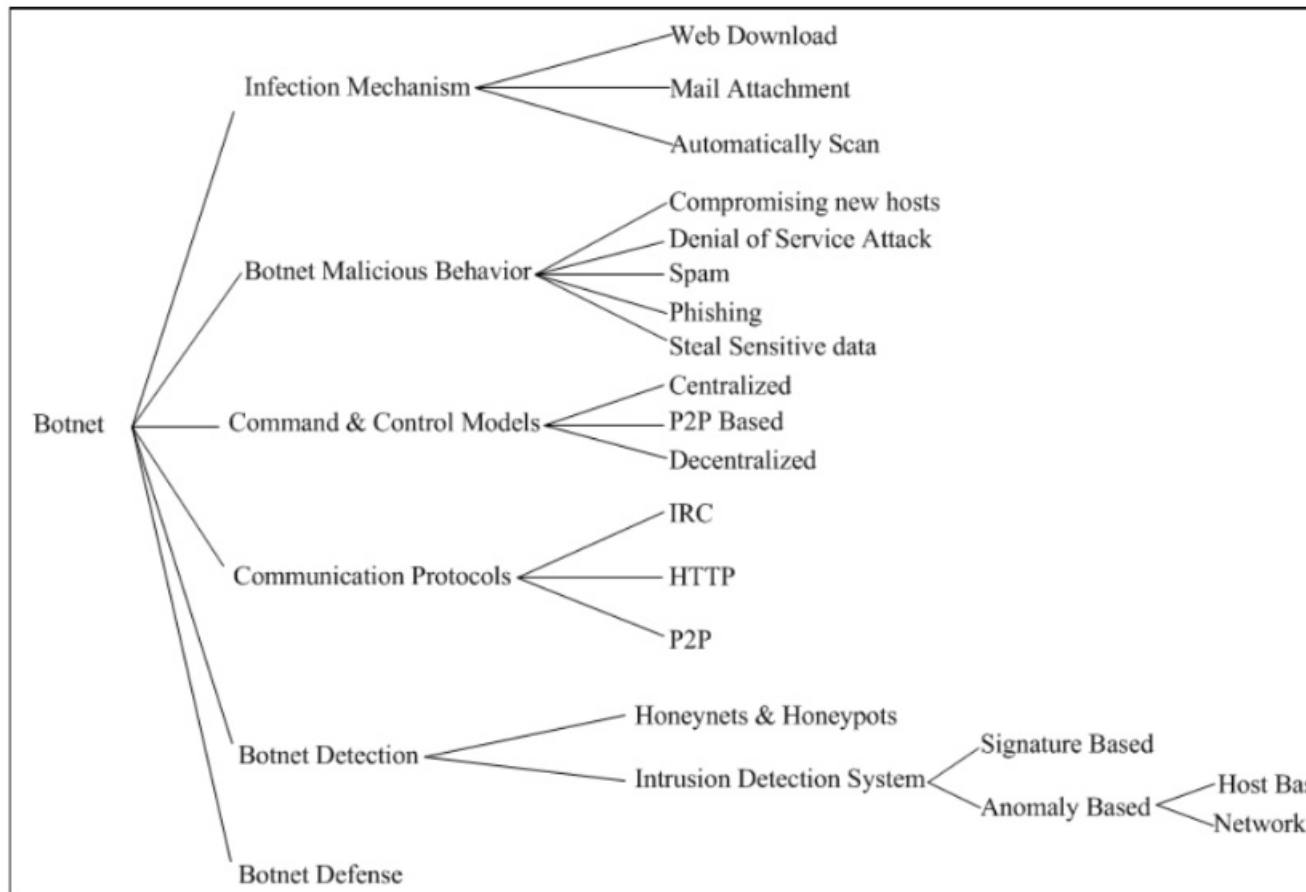 Botnet
Infection Mechanism
Web Download
Mail Attachment
Automatically Scan
Botnet Malicious Behavior
Compromising new hosts
Denial of Service Attack
Spam
Phishing
Steal Sensitive data
Command & Control Models
Centralized
P2P Based
Decentralized
Communication Protocols
IRC
HTTP
P2P
Botnet Detection
Honeynets & Honeypots
Intrusion Detection System
Signature Based
Anomaly Based
Host
Network
Botnet Defense